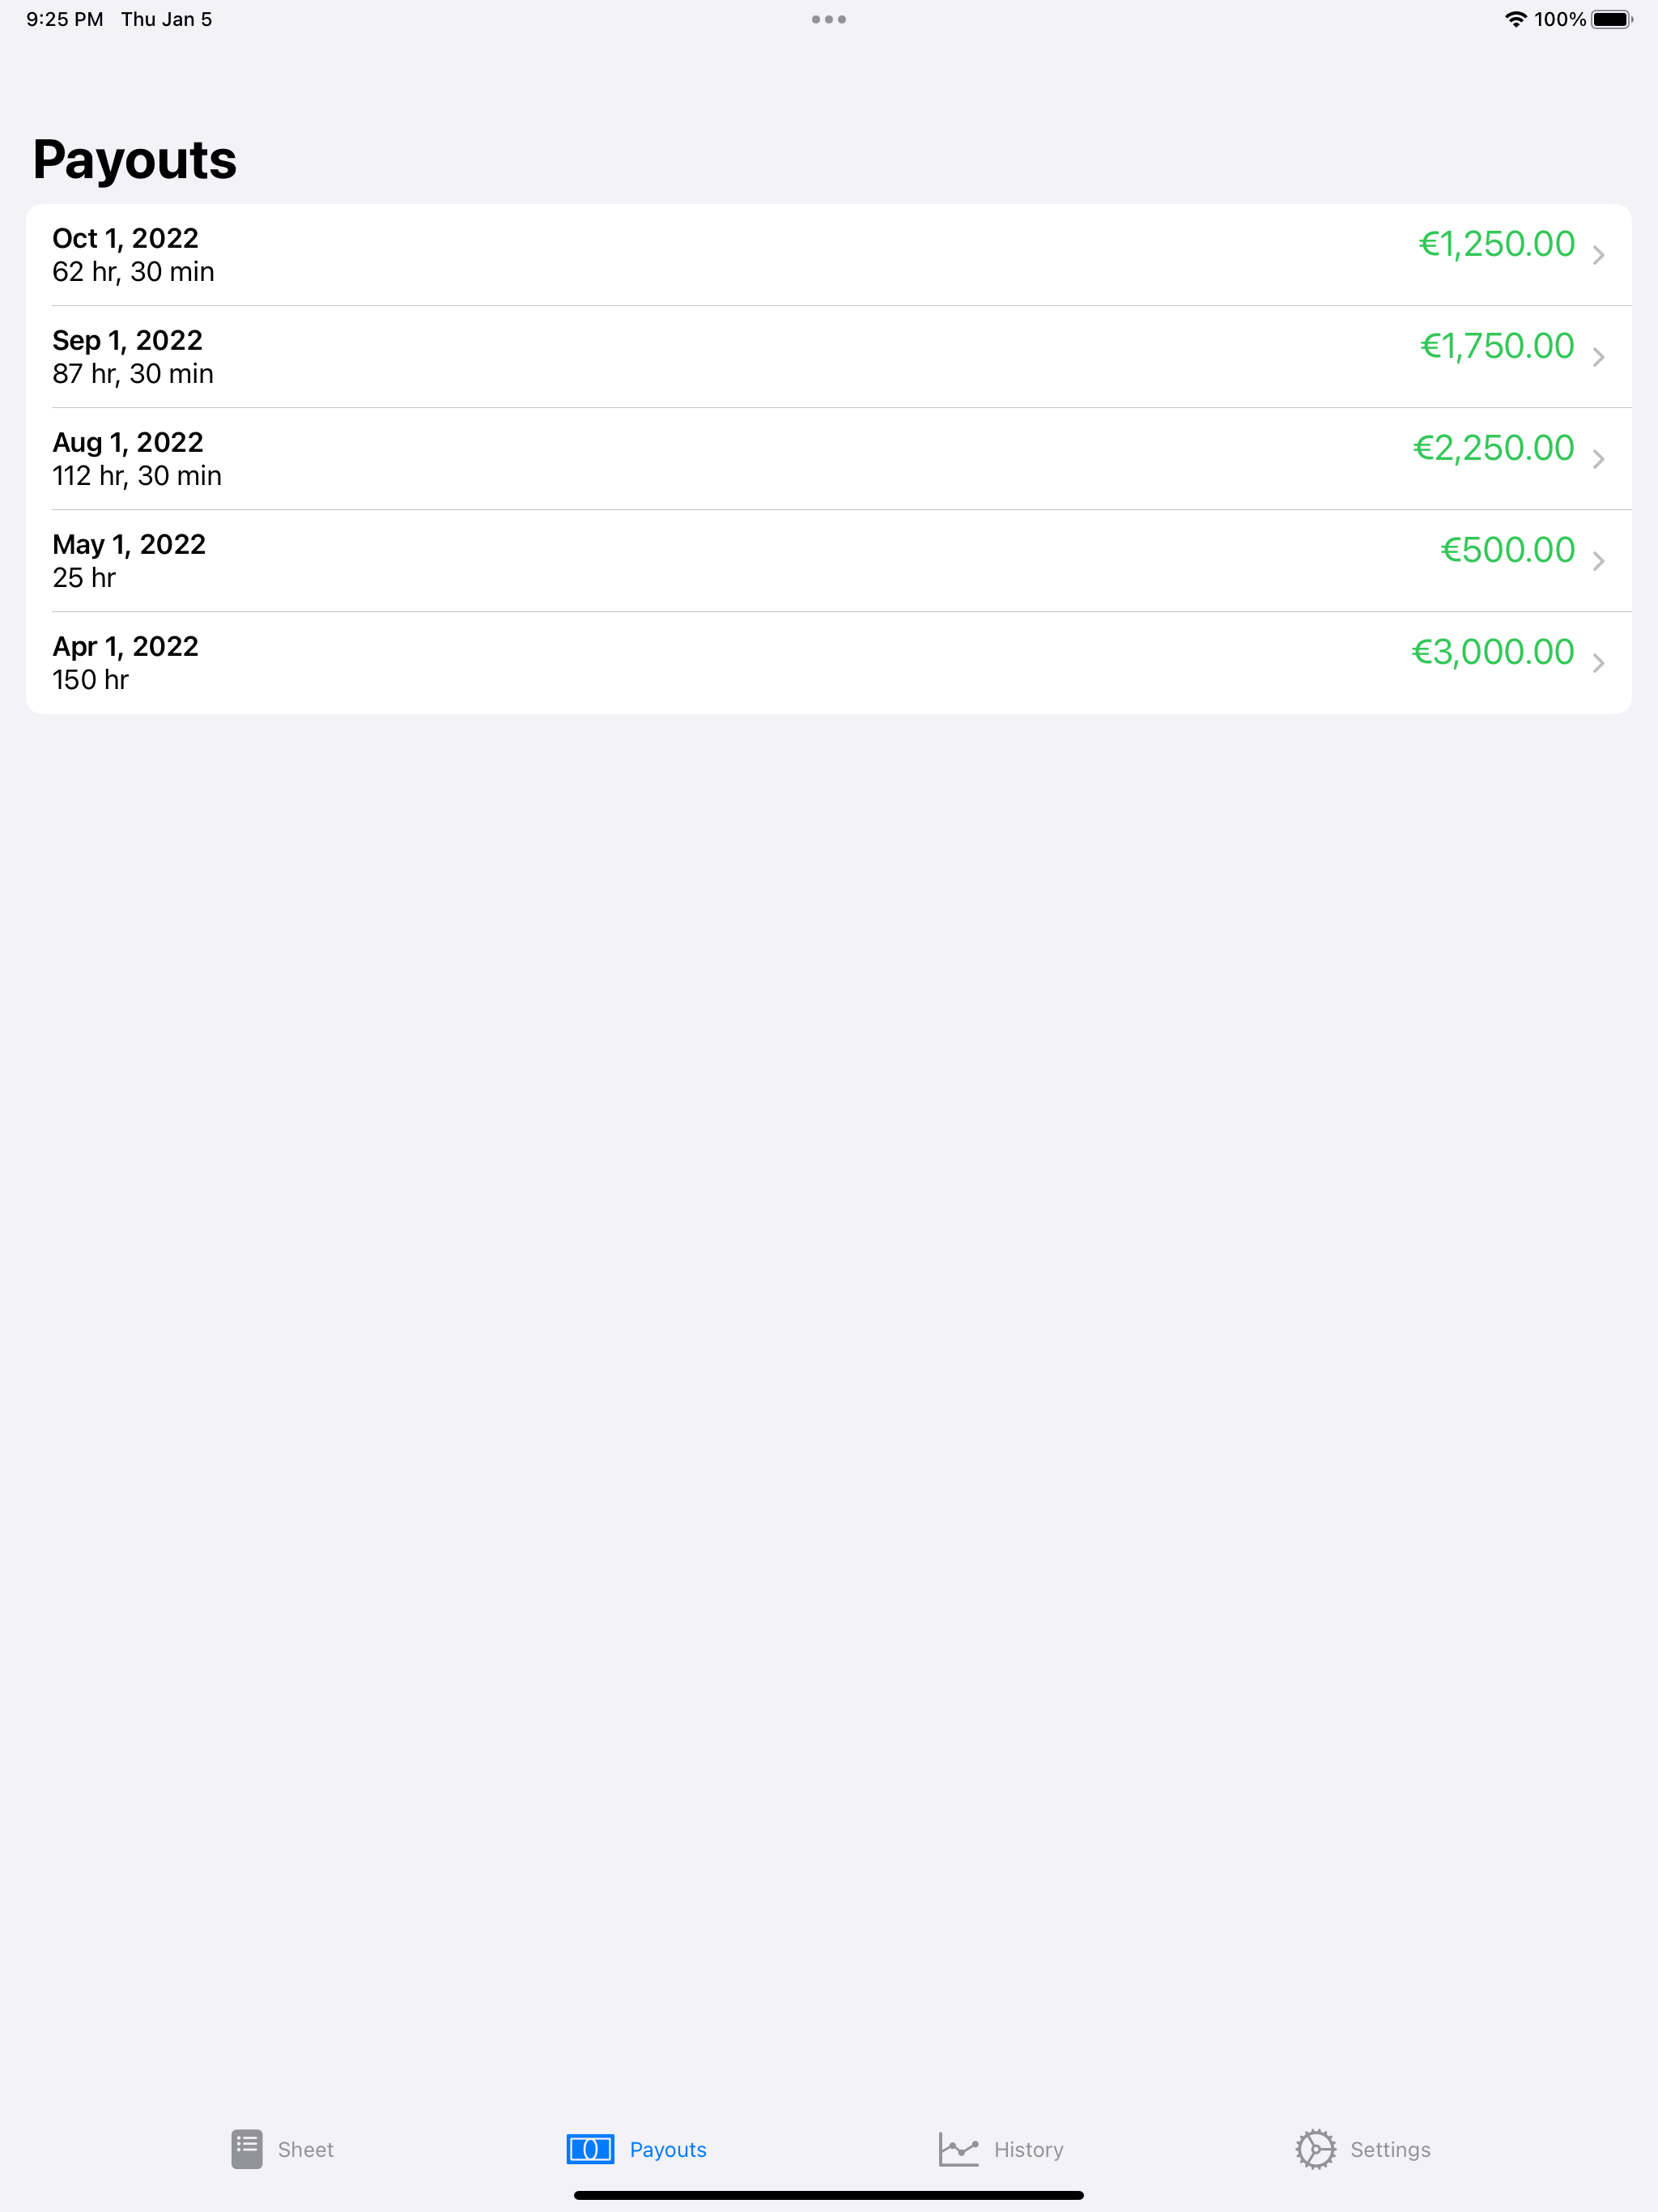 9:25 PM Thu Jan 5 100%
Payouts
Oct 1, 2022
62 hr, 30 min
€1,250.00
Sep 1, 2022
87 hr, 30 min
€1,750.00
Aug 1, 2022
112 hr, 30 min
€2,250.00
May 1, 2022
25 hr
€500.00
Apr 1, 2022
150 hr
€3,000.00
Sheet Payouts History Settings